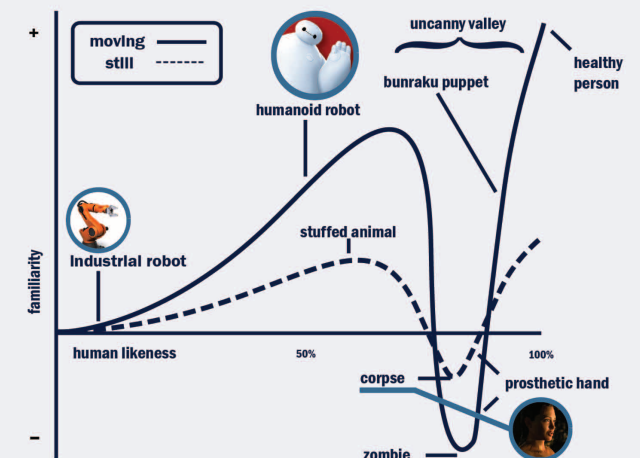 +
moving
still
uncanny valley
healthy
person
bunraku puppet
humanoid robot
stuffed animal
industrial robot
familiarity
human likeness
50%
100%
corpse
prosthetic hand
–
zombie